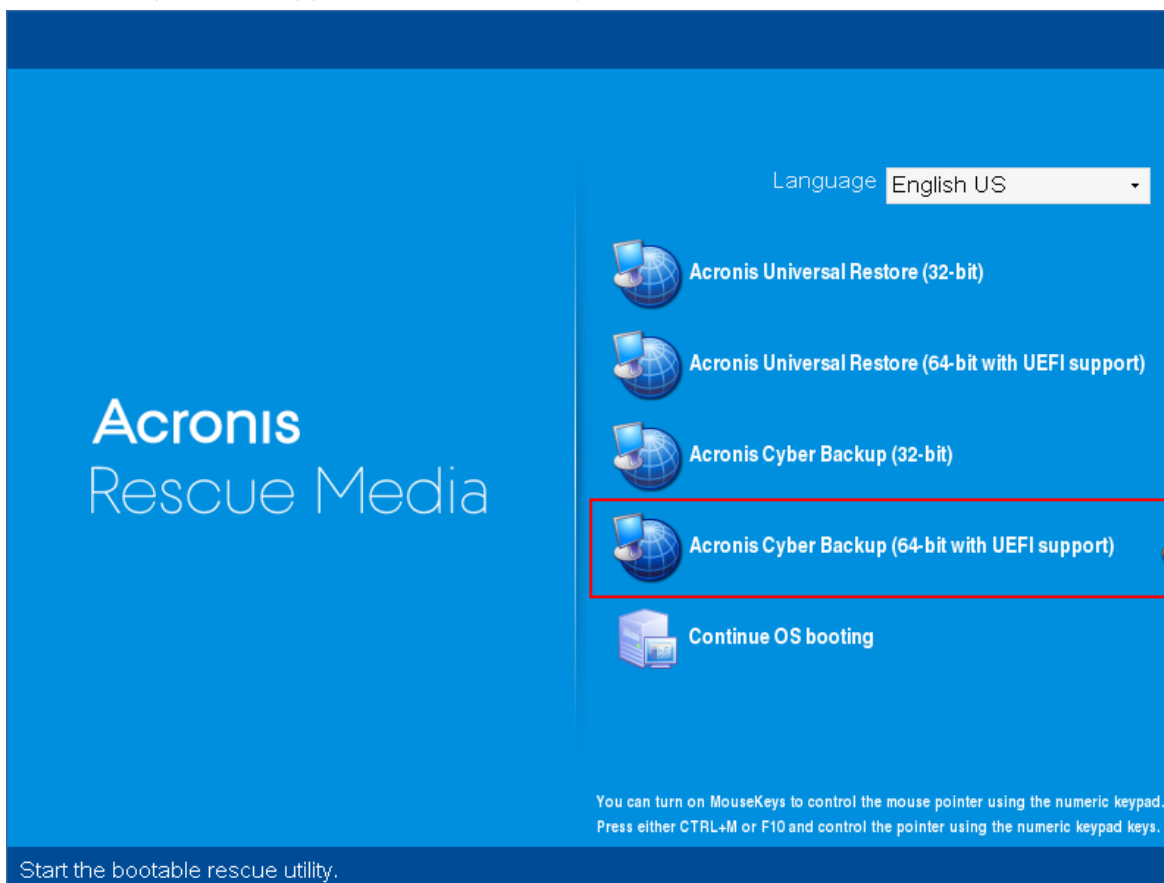 Language English US
Acronis Universal Restore (32-bit)
Acronis Universal Restore (64-bit with UEFI support)
Acronis
Rescue Media
Acronis Cyber Backup (32-bit)
Acronis Cyber Backup (64-bit with UEFI support)
Continue OS booting
You can turn on MouseKeys to control the mouse pointer using the numeric keypad.
Press either CTRL+M or F10 and control the pointer using the numeric keypad keys.
Start the bootable rescue utility.